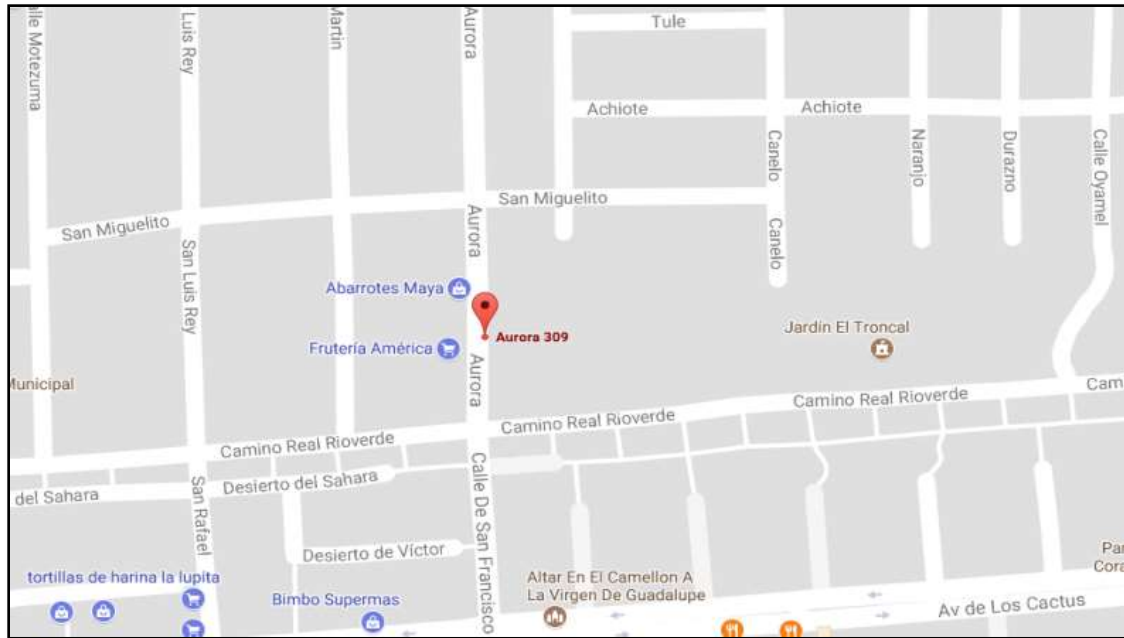 alle Motezuma
Luis Rey
Martin
Aurora
Tule
Achiote
Achiote
Canelo
Naranjo
Durazno
Calle Oyamel
San Miguelito
San Miguelito
Aurora
Canelo
San Luis Rey
Abarrotes Maya
Aurora 309
Frutería América
Jardín El Troncal
Municipal
Aurora
Camino Real Rioverde
Camino Real Rioverde
Camino Real Rioverde
Cam
del Sahara
Desierto del Sahara
San Rafael
Calle De San Francisco
Desierto de Víctor
tortillas de harina la lupita
Bimbo Supermas
Altar En El Camellon A
La Virgen De Guadalupe
Av de Los Cactus
Par
Cora